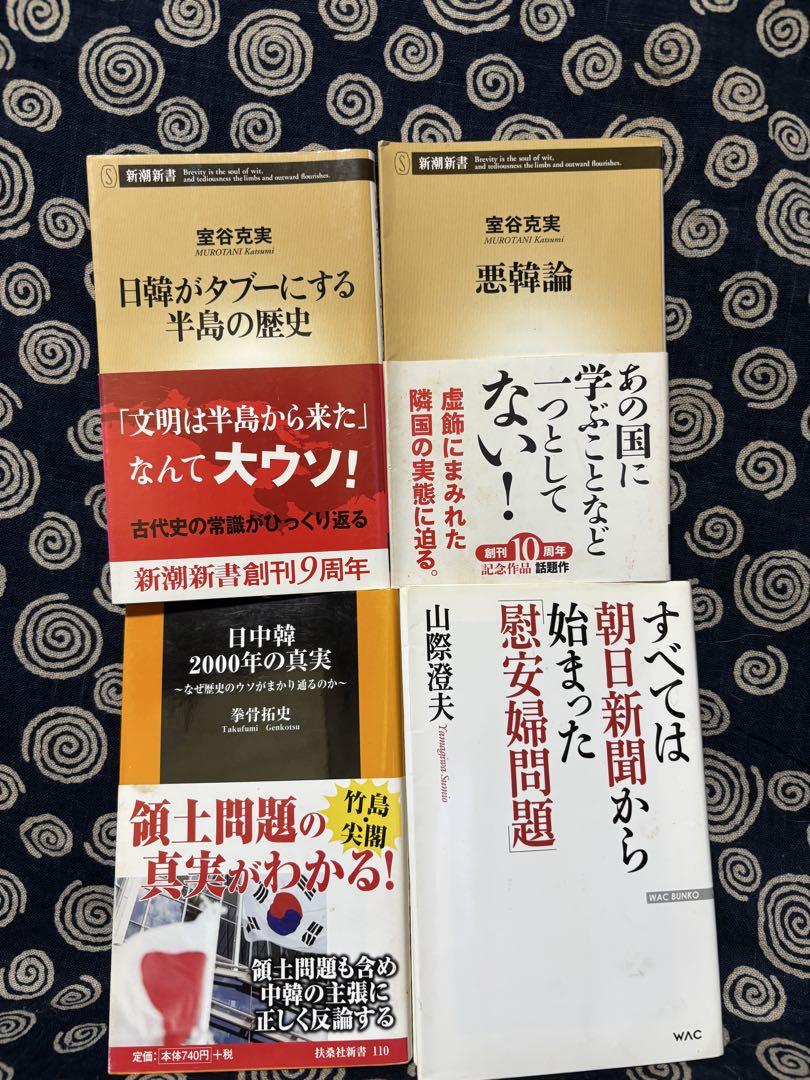 新潮新書
Brevity is the soul of wit,
and tediousness the limbs and outward flourishes.
室谷克実
MUROTANI Katsumi
日韓がタブーにする
半島の歴史
「文明は半島から来た」
なんて大ウソ!
古代史の常識がひっくり返る
新潮新書創刊9周年
新潮新書
Brevity is the soul of wit,
and tediousness the limbs and outward flourishes.
室谷克実
MUROTANI Katsumi
悪韓論
あの国に
学ぶことなど
一つとして
ない!
虚飾にまみれた
隣国の実態に迫る。
創刊10周年
記念作品 話題作
日中韓
2000年の真実
~なぜ歴史のウソがまかり通るのか~
拳骨拓史
Takufumi Genkotsu
竹島・
尖閣
領土問題の
真実がわかる!
領土問題も含め
中韓の主張に
正しく反論する
定価:本体740円+税
扶桑社新書 110
すべては
朝日新聞から
始まった
「慰安婦問題」
山際澄夫
Yamagiwa Sumio
WAC BUNKO
WAC